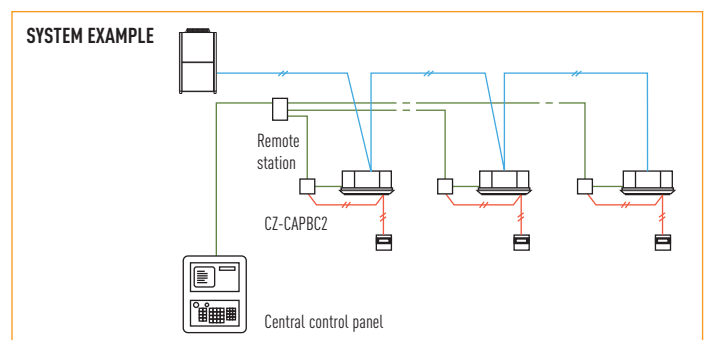 SYSTEM EXAMPLE
Remote
station
CZ-CAPBC2
Central control panel